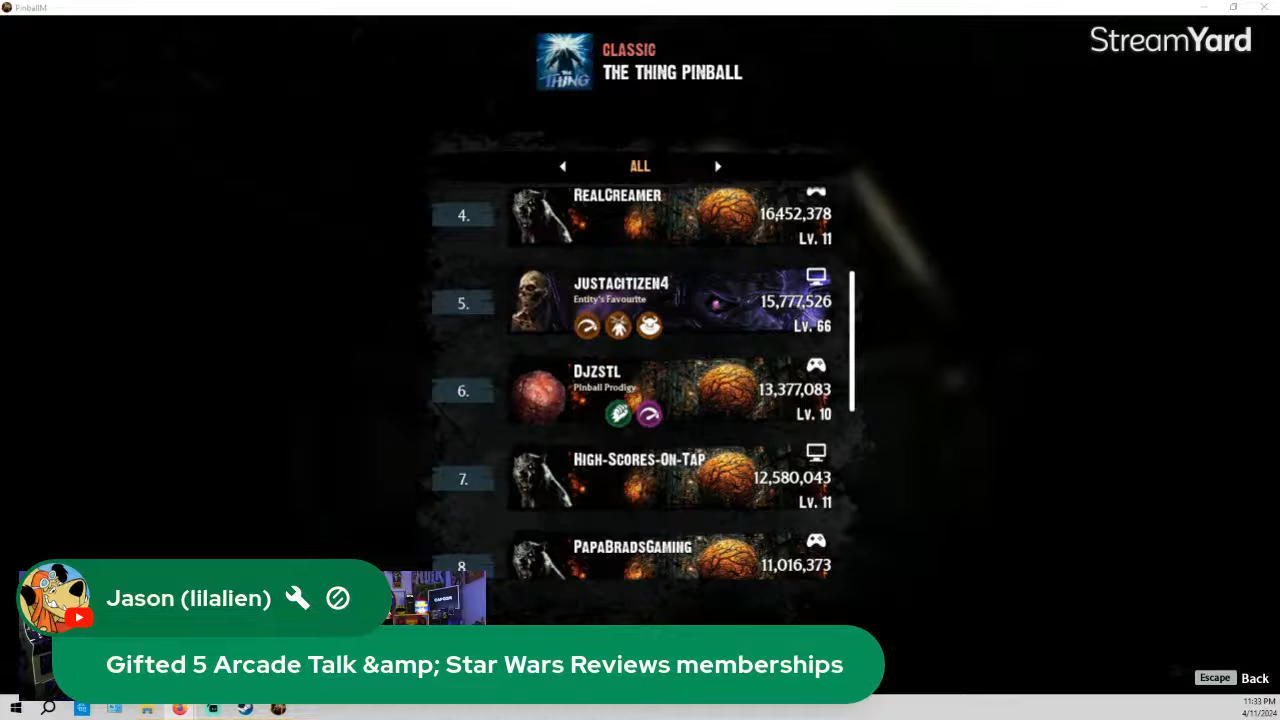 PinballM
StreamYard
CLASSIC
THE THING PINBALL
THE THING
ALL
4.
REALCREAMER
16,452,378
Lv. 11
5.
JUSTACITIZEN4
Entity's Favourite
15,777,526
Lv. 66
6.
DJZSTL
Pinball Prodigy
13,377,083
Lv. 10
7.
HIGH-SCORES-ON-TAP
12,580,043
Lv. 11
8
PAPABRADSGAMING
11,016,373
Jason (lilalien)
Gifted 5 Arcade Talk &amp; Star Wars Reviews memberships
Escape Back
11:33 PM
4/11/2024